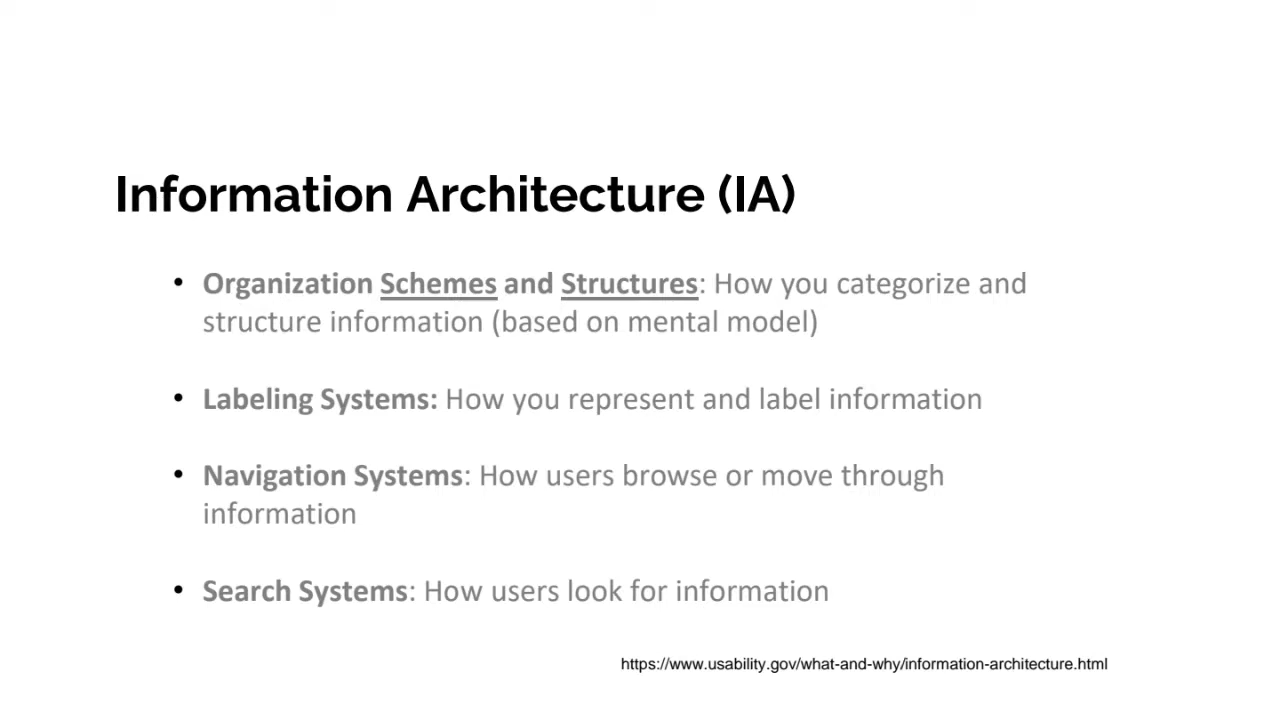 Information Architecture (IA)
• Organization Schemes and Structures: How you categorize and
structure information (based on mental model)
• Labeling Systems: How you represent and label information
• Navigation Systems: How users browse or move through
information
• Search Systems: How users look for information
https://www.usability.gov/what-and-why/information-architecture.html